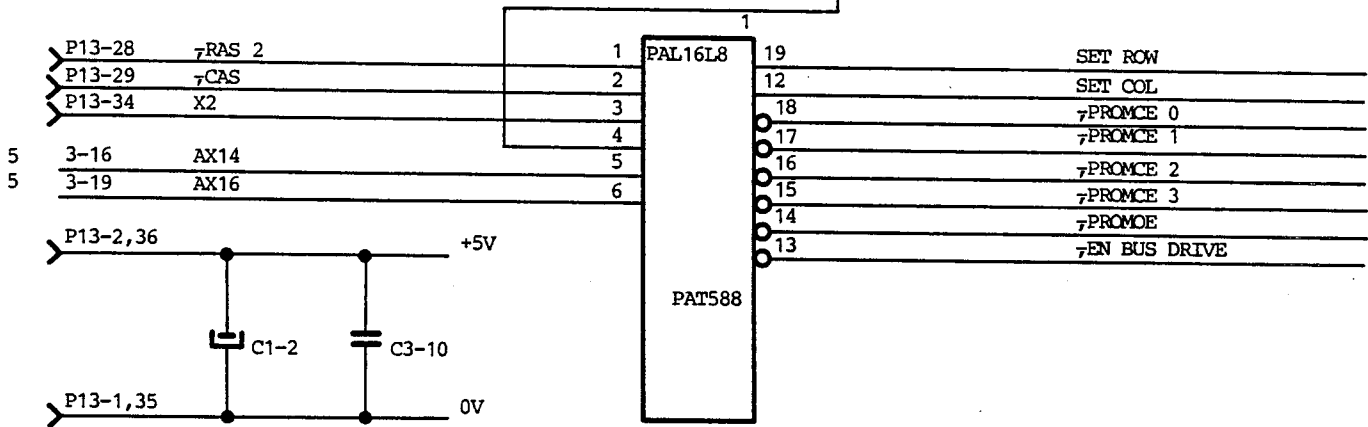 1
P13-28 ┐RAS 2 1 PAL16L8 19 SET ROW
P13-29 ┐CAS 2 12 SET COL
P13-34 X2 3 18 ┐PROMCE 0
4 17 ┐PROMCE 1
5 3-16 AX14 5 16 ┐PROMCE 2
5 3-19 AX16 6 15 ┐PROMCE 3
14 ┐PROMOE
P13-2,36 +5V 13 ┐EN BUS DRIVE
PAT588
C1-2 C3-10
P13-1,35 0V